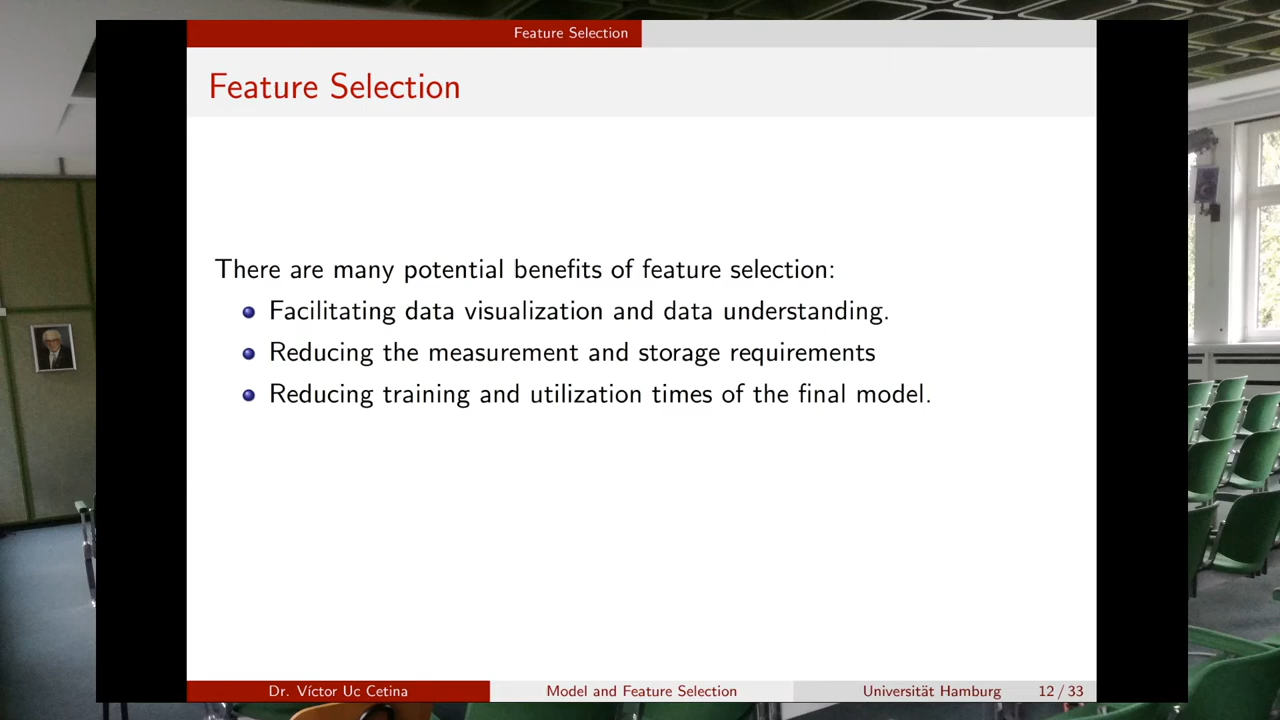 Feature Selection
Feature Selection
There are many potential benefits of feature selection:
Facilitating data visualization and data understanding.
Reducing the measurement and storage requirements
Reducing training and utilization times of the final model.
Dr. Víctor Uc Cetina Model and Feature Selection Universität Hamburg 12 / 33